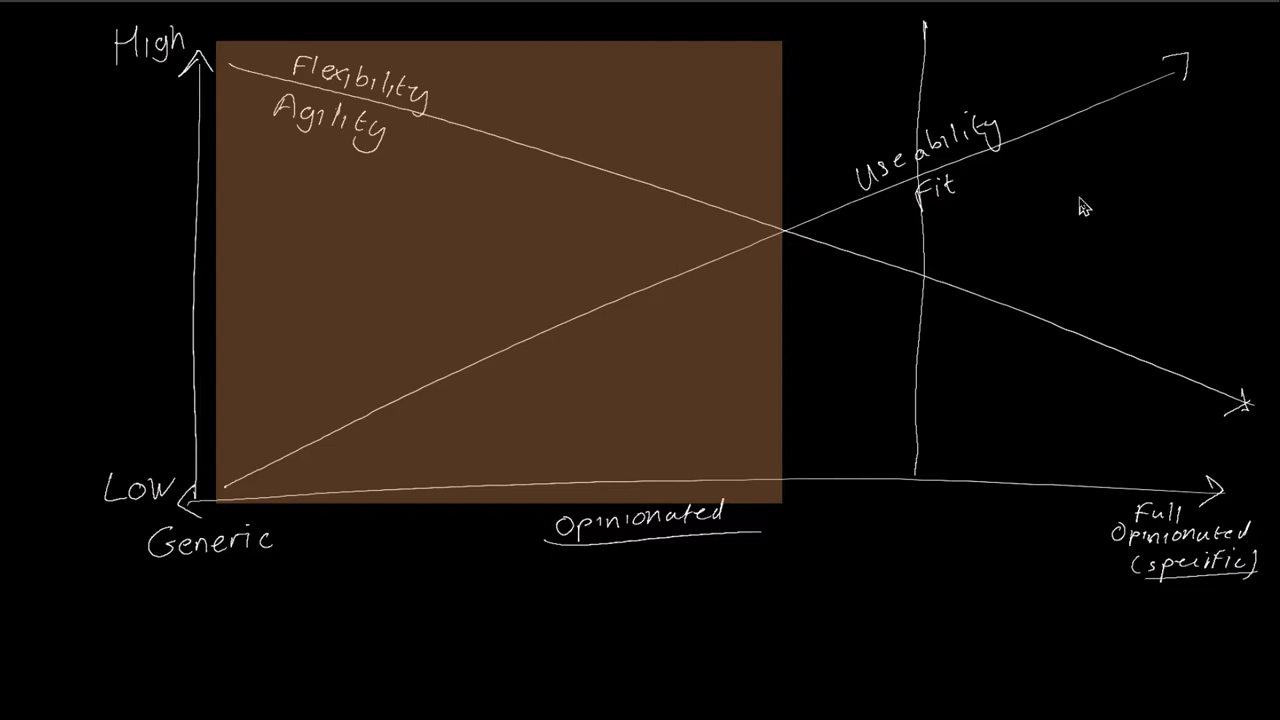 High
Flexibility
Agility
Useability
Fit
Low
Generic
Opinionated
Full
Opinionated
(specific)